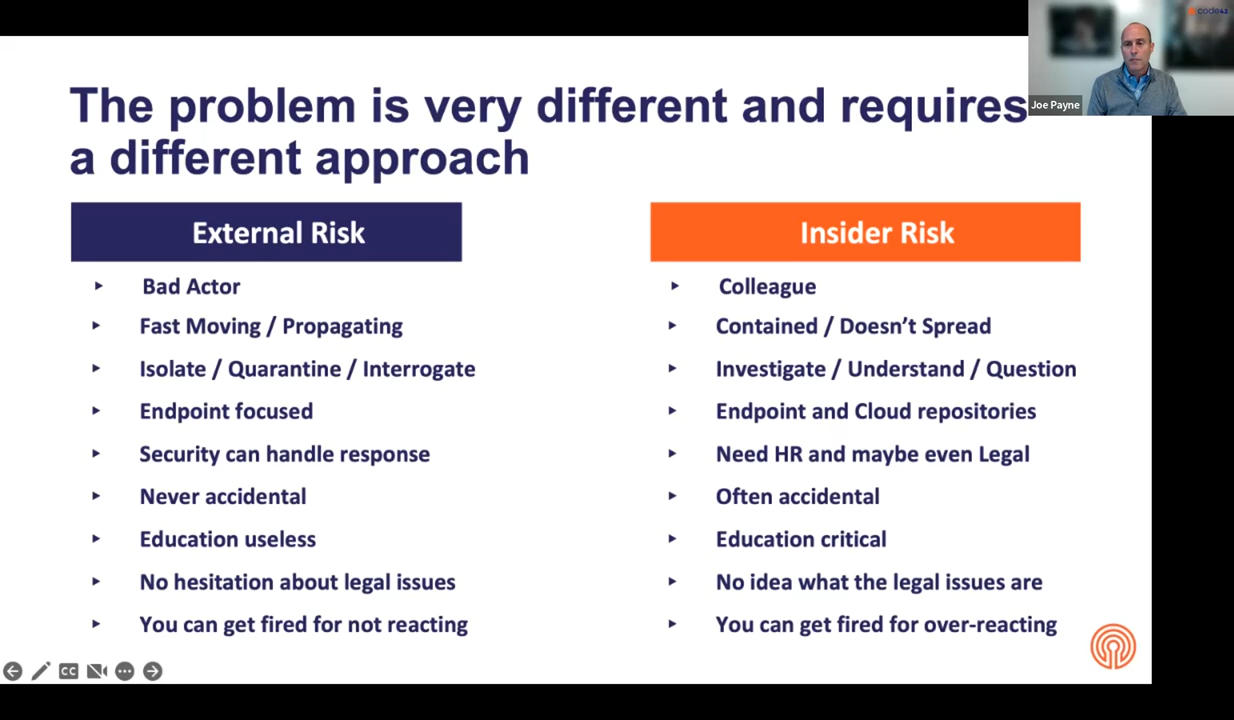 code42
Joe Payne
The problem is very different and requires
a different approach
External Risk
Bad Actor
Fast Moving / Propagating
Isolate / Quarantine / Interrogate
Endpoint focused
Security can handle response
Never accidental
Education useless
No hesitation about legal issues
You can get fired for not reacting
Insider Risk
Colleague
Contained / Doesn’t Spread
Investigate / Understand / Question
Endpoint and Cloud repositories
Need HR and maybe even Legal
Often accidental
Education critical
No idea what the legal issues are
You can get fired for over-reacting
CC